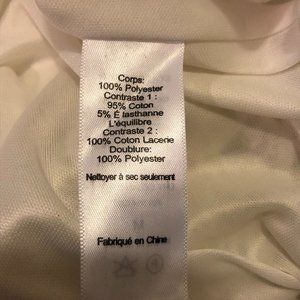 Corps:
100% Polyester
Contraste 1 :
95% Coton
5% É lasthanne
L'équilibre
Contraste 2 :
100% Coton Lacene
Doublure:
100% Polyester
Nettoyer à sec seulement
Fabriqué en Chine